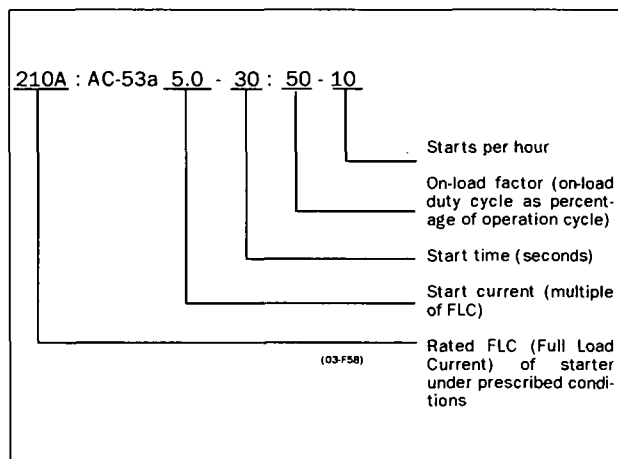 210A : AC-53a 5.0 - 30 : 50 - 10
Starts per hour
On-load factor (on-load
duty cycle as percent-
age of operation cycle)
Start time (seconds)
Start current (multiple
of FLC)
(03-F58)
Rated FLC (Full Load
Current) of starter
under prescribed condi-
tions